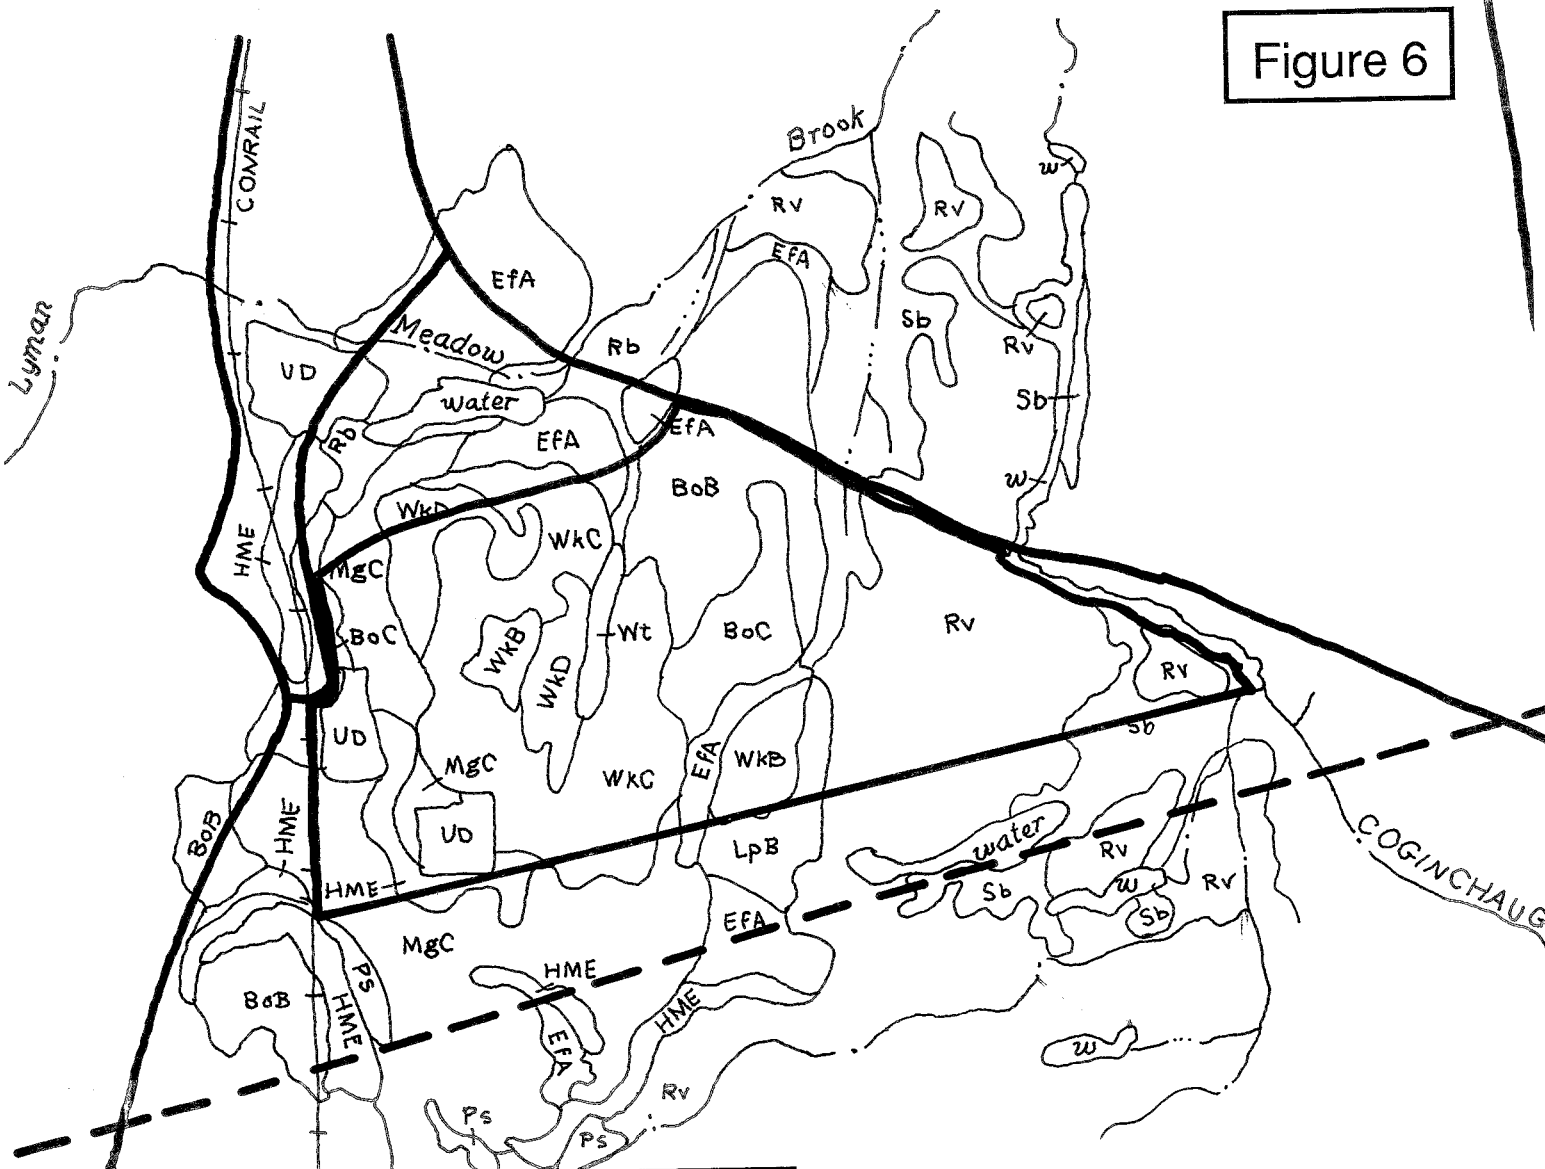 Figure 6
CONRAIL
Brook
w
Rv
Rv
EfA
EfA
Lyman
Meadow
Sb
Rb
Rv
UD
water
Sb
Rb
EfA
EfA
BoB
w
WkD
WkC
HME
MgC
BoC
Wt
BoC
Rv
WkB
WkD
Rv
UD
Sb
MgC
EfA
WkB
WkC
BoB
HME
UD
LpB
water
Rv
COGINCHAUG
HME
Sb
w
Rv
Sb
EfA
MgC
Ps
HME
BoB
HME
HME
EfA
w
Rv
Ps
Ps